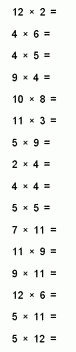 12 × 2 =
4 × 6 =
4 × 5 =
9 × 4 =
10 × 8 =
11 × 3 =
5 × 9 =
2 × 4 =
4 × 4 =
5 × 5 =
7 × 11 =
11 × 9 =
9 × 11 =
12 × 6 =
5 × 11 =
5 × 12 =